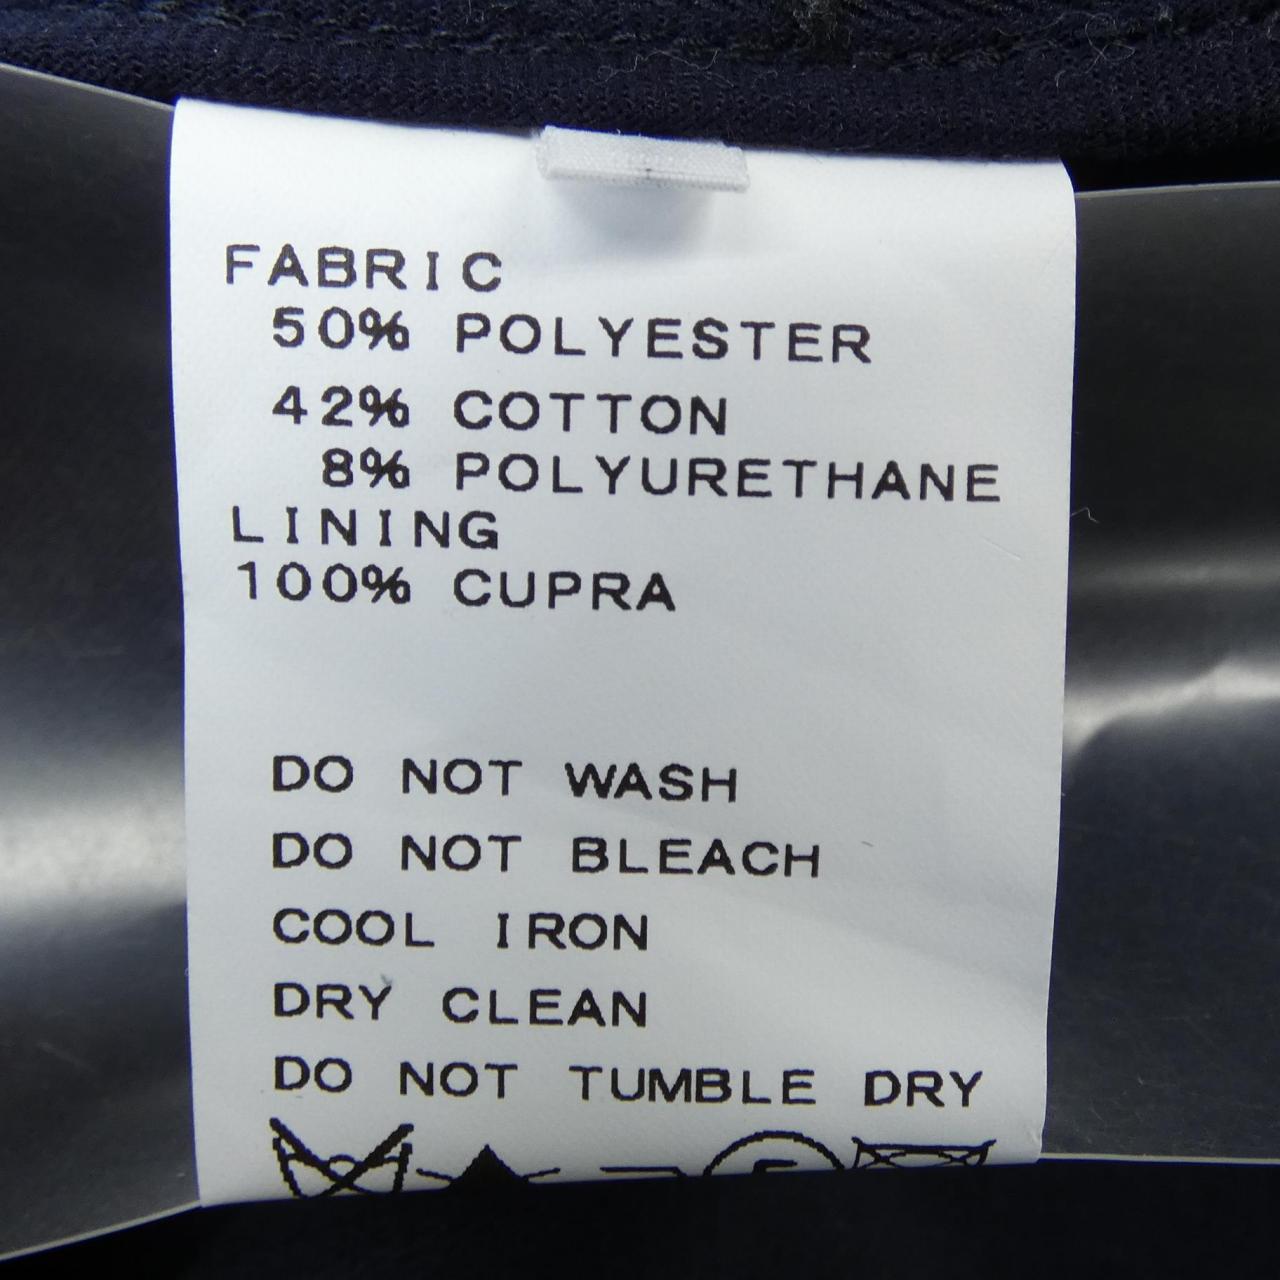 FABRIC
50% POLYESTER
42% COTTON
8% POLYURETHANE
LINING
100% CUPRA
DO NOT WASH
DO NOT BLEACH
COOL IRON
DRY CLEAN
DO NOT TUMBLE DRY